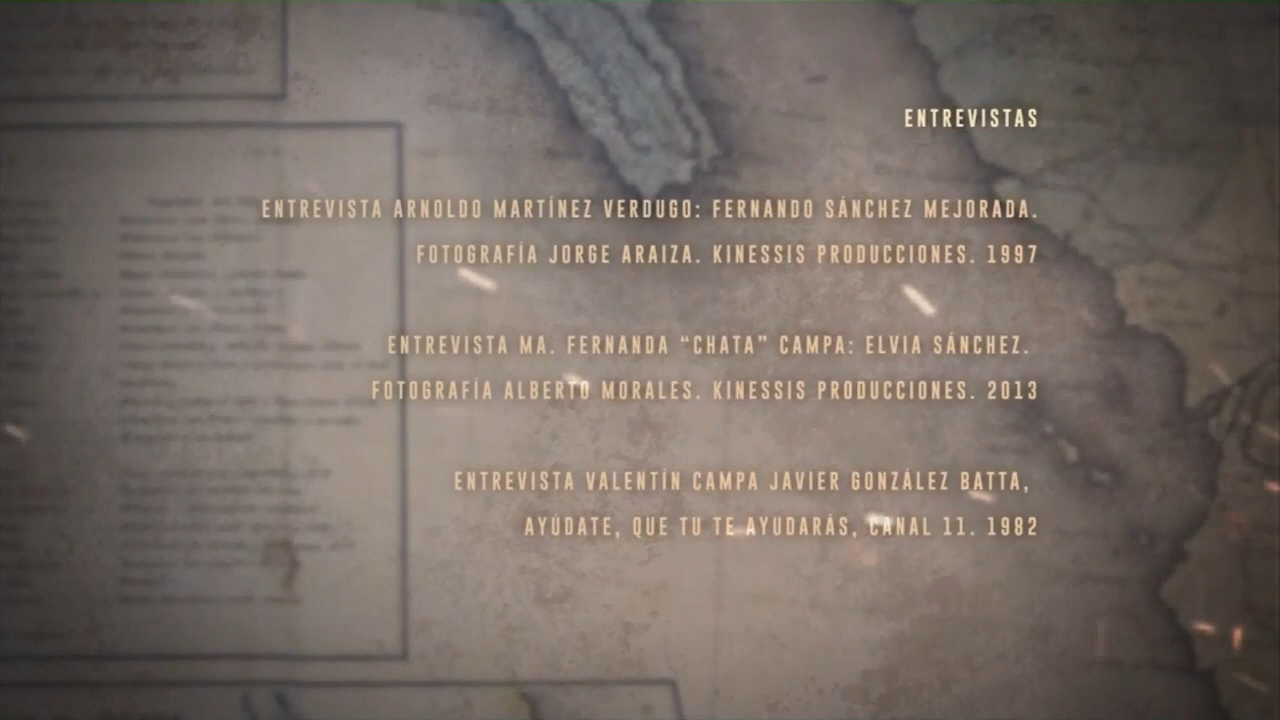 ENTREVISTAS
ENTREVISTA ARNOLDO MARTÍNEZ VERDUGO: FERNANDO SÁNCHEZ MEJORADA.
FOTOGRAFÍA JORGE ARAIZA. KINESSIS PRODUCCIONES. 1997
ENTREVISTA MA. FERNANDA “CHATA” CAMPA: ELVIA SÁNCHEZ.
FOTOGRAFÍA ALBERTO MORALES. KINESSIS PRODUCCIONES. 2013
ENTREVISTA VALENTÍN CAMPA JAVIER GONZÁLEZ BATTA,
AYÚDATE, QUE TU TE AYUDARÁS, CANAL 11. 1982